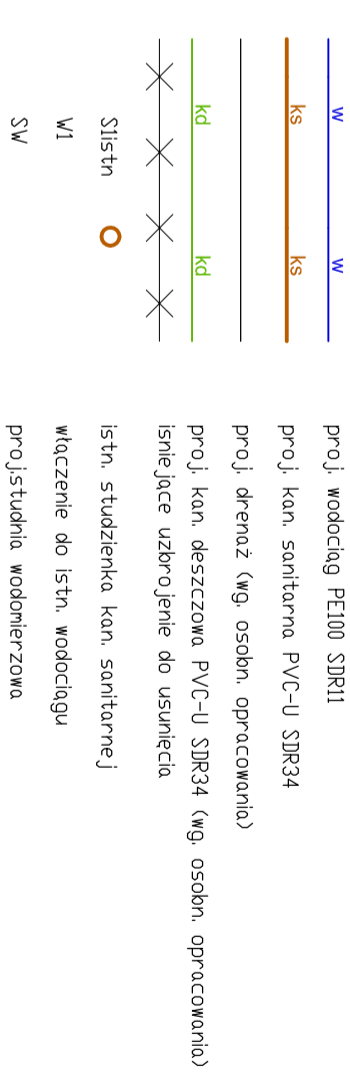 w w proj. wodociąg PE100 SDR11
ks ks proj. kan. sanitarna PVC-U SDR34
proj. drenaż (wg. osobn. opracowania)
kd kd proj. kan. deszczowa PVC-U SDR34 (wg. osobn. opracowania)
isniejące uzbrojenie do usunięcia
S1istn istn. studzienka kan. sanitarnej
W1 włączenie do istn. wodociągu
SW proj.studnia wodomierzowa